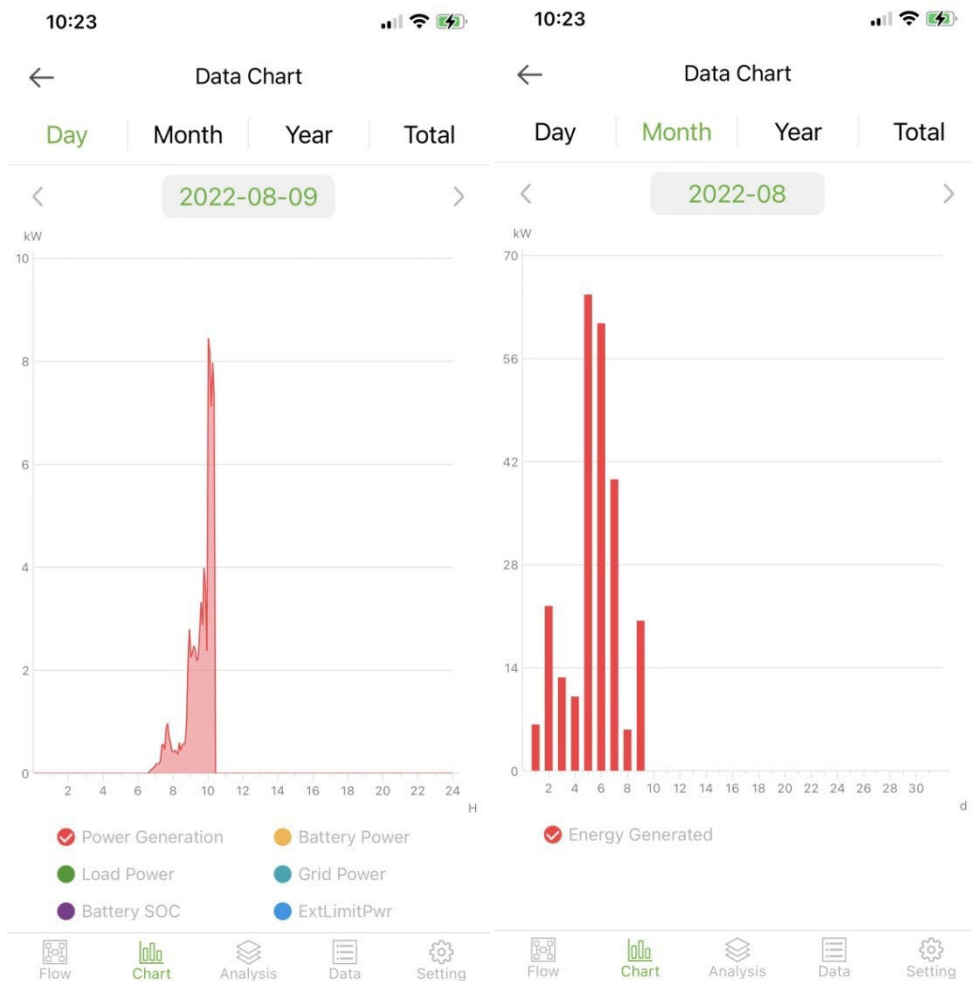 10:23
Data Chart
Day Month Year Total
2022-08-09
kW
10
8
6
4
2
0
2 4 6 8 10 12 14 16 18 20 22 24
H
Power Generation Battery Power
Load Power Grid Power
Battery SOC ExtLimitPwr
Flow Chart Analysis Data Setting
10:23
Data Chart
Day Month Year Total
2022-08
kW
70
56
42
28
14
0
2 4 6 8 10 12 14 16 18 20 22 24 26 28 30
d
Energy Generated
Flow Chart Analysis Data Setting